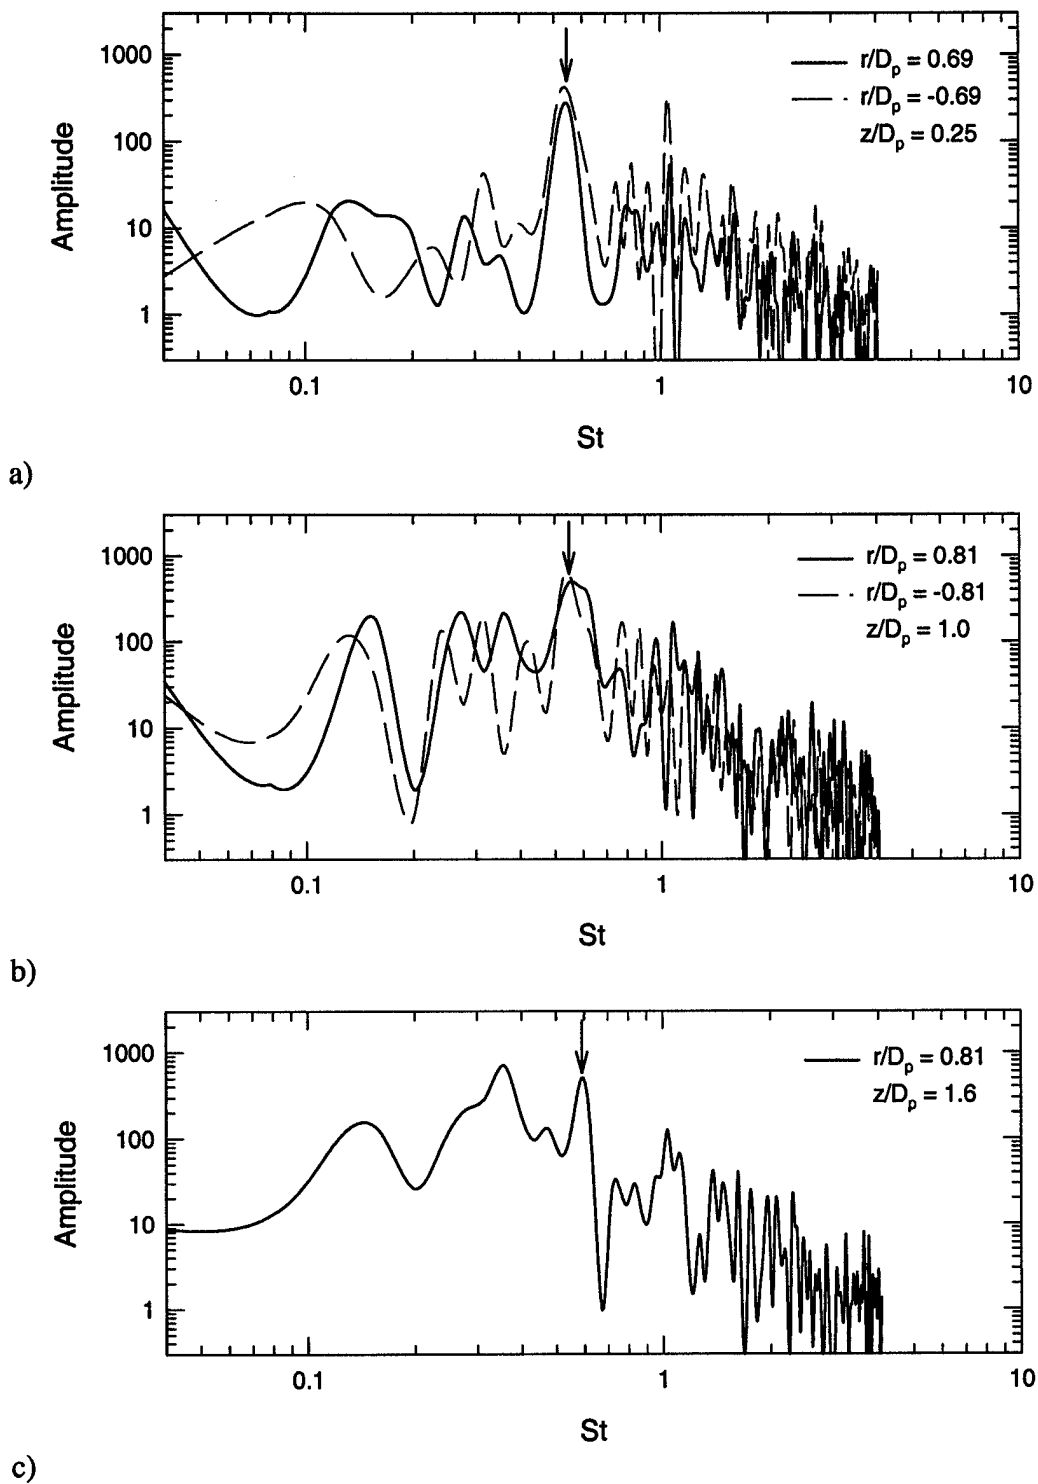 1000
100
10
1
Amplitude
r/Dp = 0.69
r/Dp = -0.69
z/Dp = 0.25
0.1 1 10
St
a)
1000
100
10
1
Amplitude
r/Dp = 0.81
r/Dp = -0.81
z/Dp = 1.0
0.1 1 10
St
b)
1000
100
10
1
Amplitude
r/Dp = 0.81
z/Dp = 1.6
0.1 1 10
St
c)